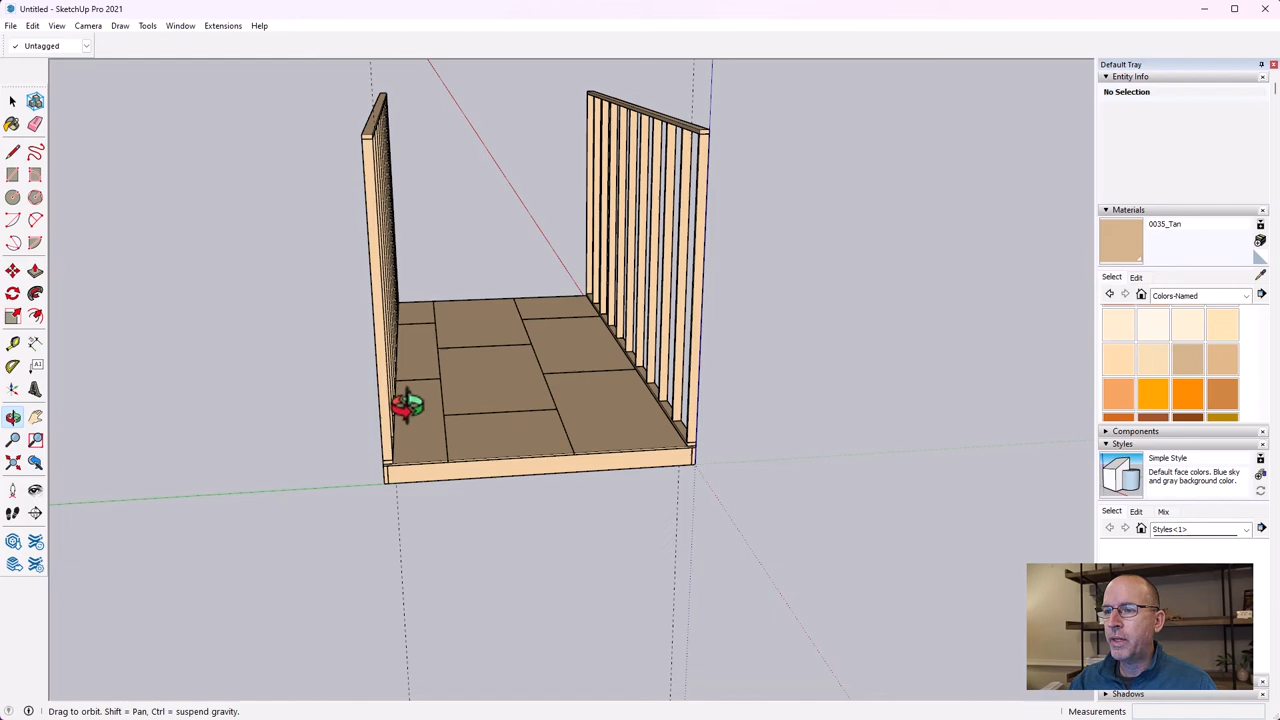 Untitled - SketchUp Pro 2021
File Edit View Camera Draw Tools Window Extensions Help
✓ Untagged
Default Tray
Entity Info
No Selection
Materials
0035_Tan
Select Edit
Colors-Named
Components
Styles
Simple Style
Default face colors. Blue sky and gray background color.
Select Edit Mix
Styles<1>
Shadows
Drag to orbit. Shift = Pan, Ctrl = suspend gravity.
Measurements